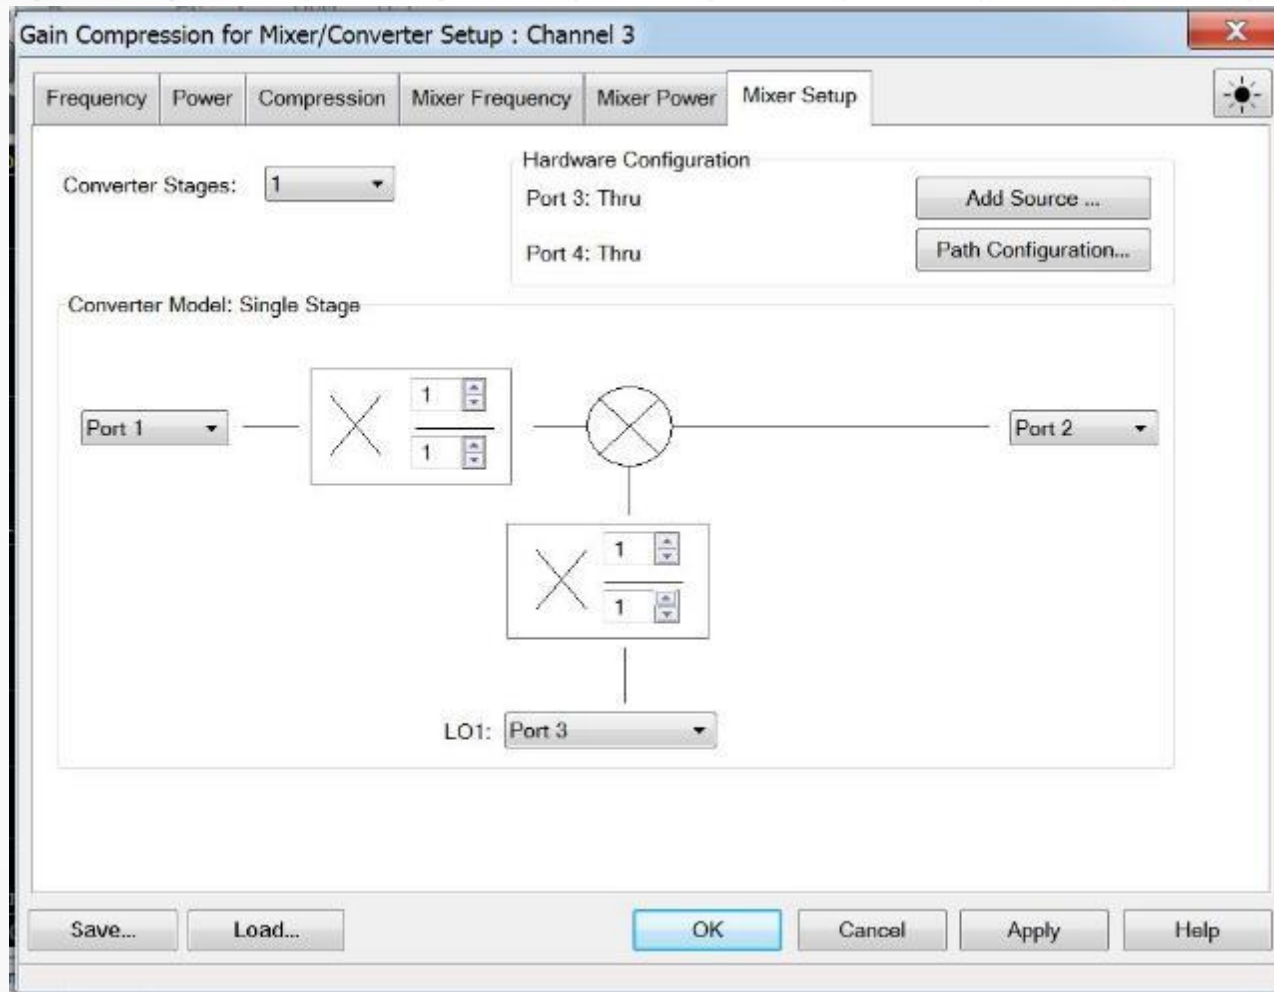 Gain Compression for Mixer/Converter Setup : Channel 3
Frequency Power Compression Mixer Frequency Mixer Power Mixer Setup
Converter Stages: 1
Hardware Configuration
Port 3: Thru
Add Source ...
Port 4: Thru
Path Configuration...
Converter Model: Single Stage
Port 1
1
1
Port 2
1
1
LO1: Port 3
Save... Load... OK Cancel Apply Help